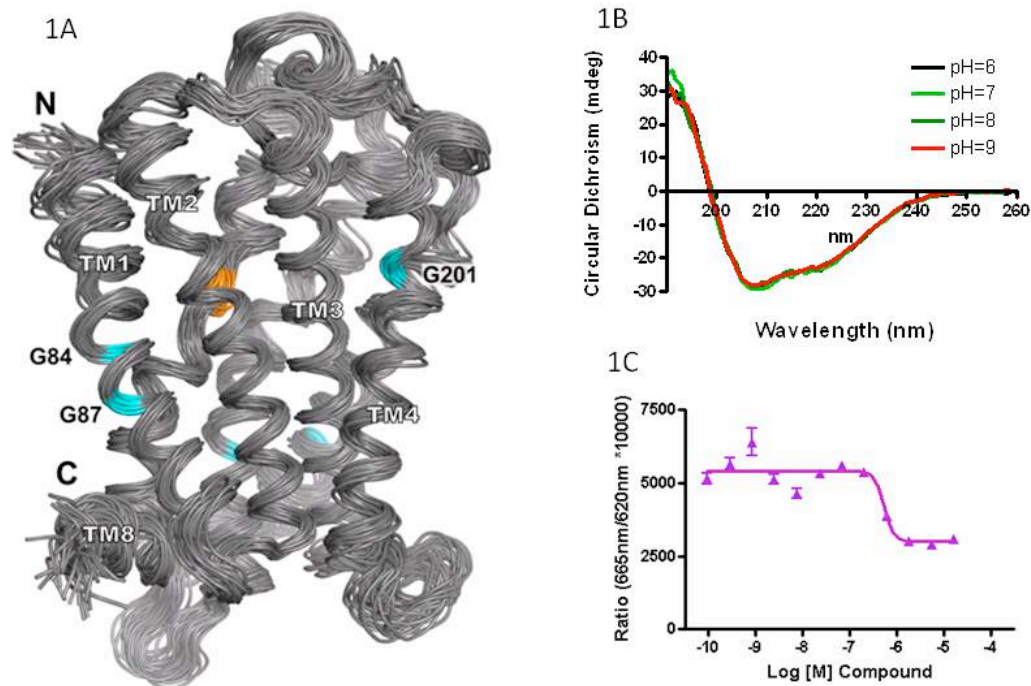 1A
N
TM2
TM1
TM3
G201
G84
G87
TM4
C
TM8
1B
Circular Dichroism (mdeg)
40
30
20
10
0
-10
-20
-30
200 210 220 230 240 250 260
nm
Wavelength (nm)
pH=6
pH=7
pH=8
pH=9
1C
Ratio (665nm/620nm *10000)
7500
5000
2500
0
-10 -9 -8 -7 -6 -5 -4
Log [M] Compound